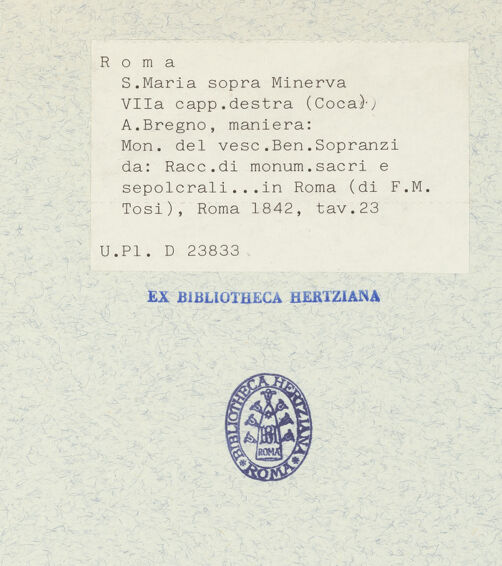 R o m a
S.Maria sopra Minerva
VIIa capp.destra (Coca)
A.Bregno, maniera:
Mon. del vesc.Ben.Sopranzi
da: Racc.di monum.sacri e
sepolcrali...in Roma (di F.M.
Tosi), Roma 1842, tav.23
U.Pl. D 23833
EX BIBLIOTHECA HERTZIANA
BIBLIOTHECA HERTZIANA
ROMA
* ROMA *